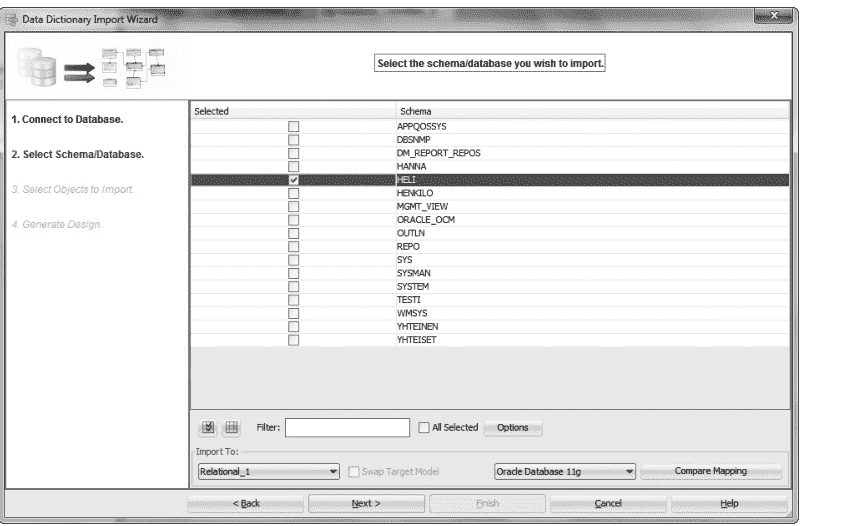 Data Dictionary Import Wizard
Select the schema/database you wish to import.
1. Connect to Database.
2. Select Schema/Database.
3. Select Objects to Import.
4. Generate Design.
Selected Schema
APPQOSSYS
DBSNMP
DM_REPORT_REPOS
HANNA
HELI
HENKILO
MGMT_VIEW
ORACLE_OCM
OUTLN
REPO
SYS
SYSMAN
SYSTEM
TESTI
WMSYS
YHTEINEN
YHTEISET
Filter: All Selected Options
Import To:
Relational_1 Swap Target Model Oracle Database 11g Compare Mapping
< Back Next > Finish Cancel Help